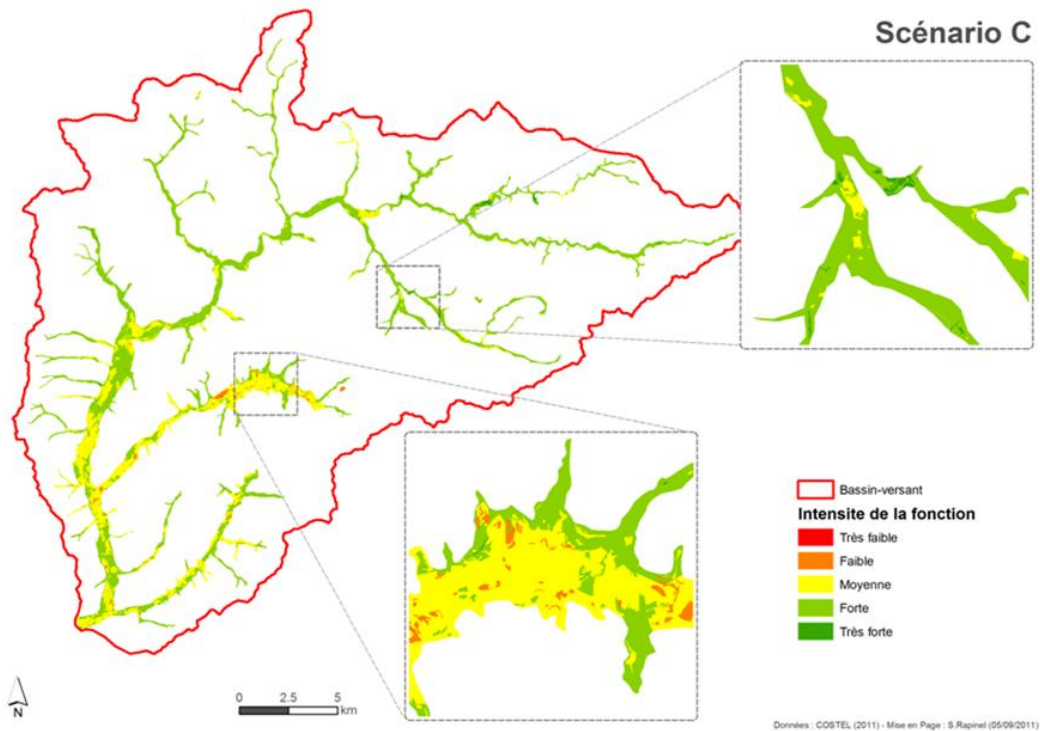 Scénario C
Bassin-versant
Intensite de la fonction
Très faible
Faible
Moyenne
Forte
Très forte
N
0 2.5 5
km
Données : COSTEL (2011) - Mise en Page : S.Rapinel (05/09/2011)